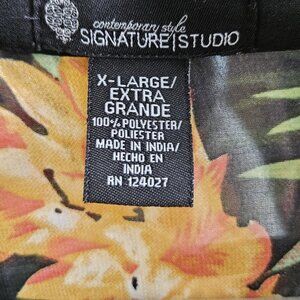 contemporary style
SIGNATURE|STUDIO
X-LARGE/
EXTRA
GRANDE
100% POLYESTER/
POLIESTER
MADE IN INDIA/
HECHO EN
INDIA
RN 124027